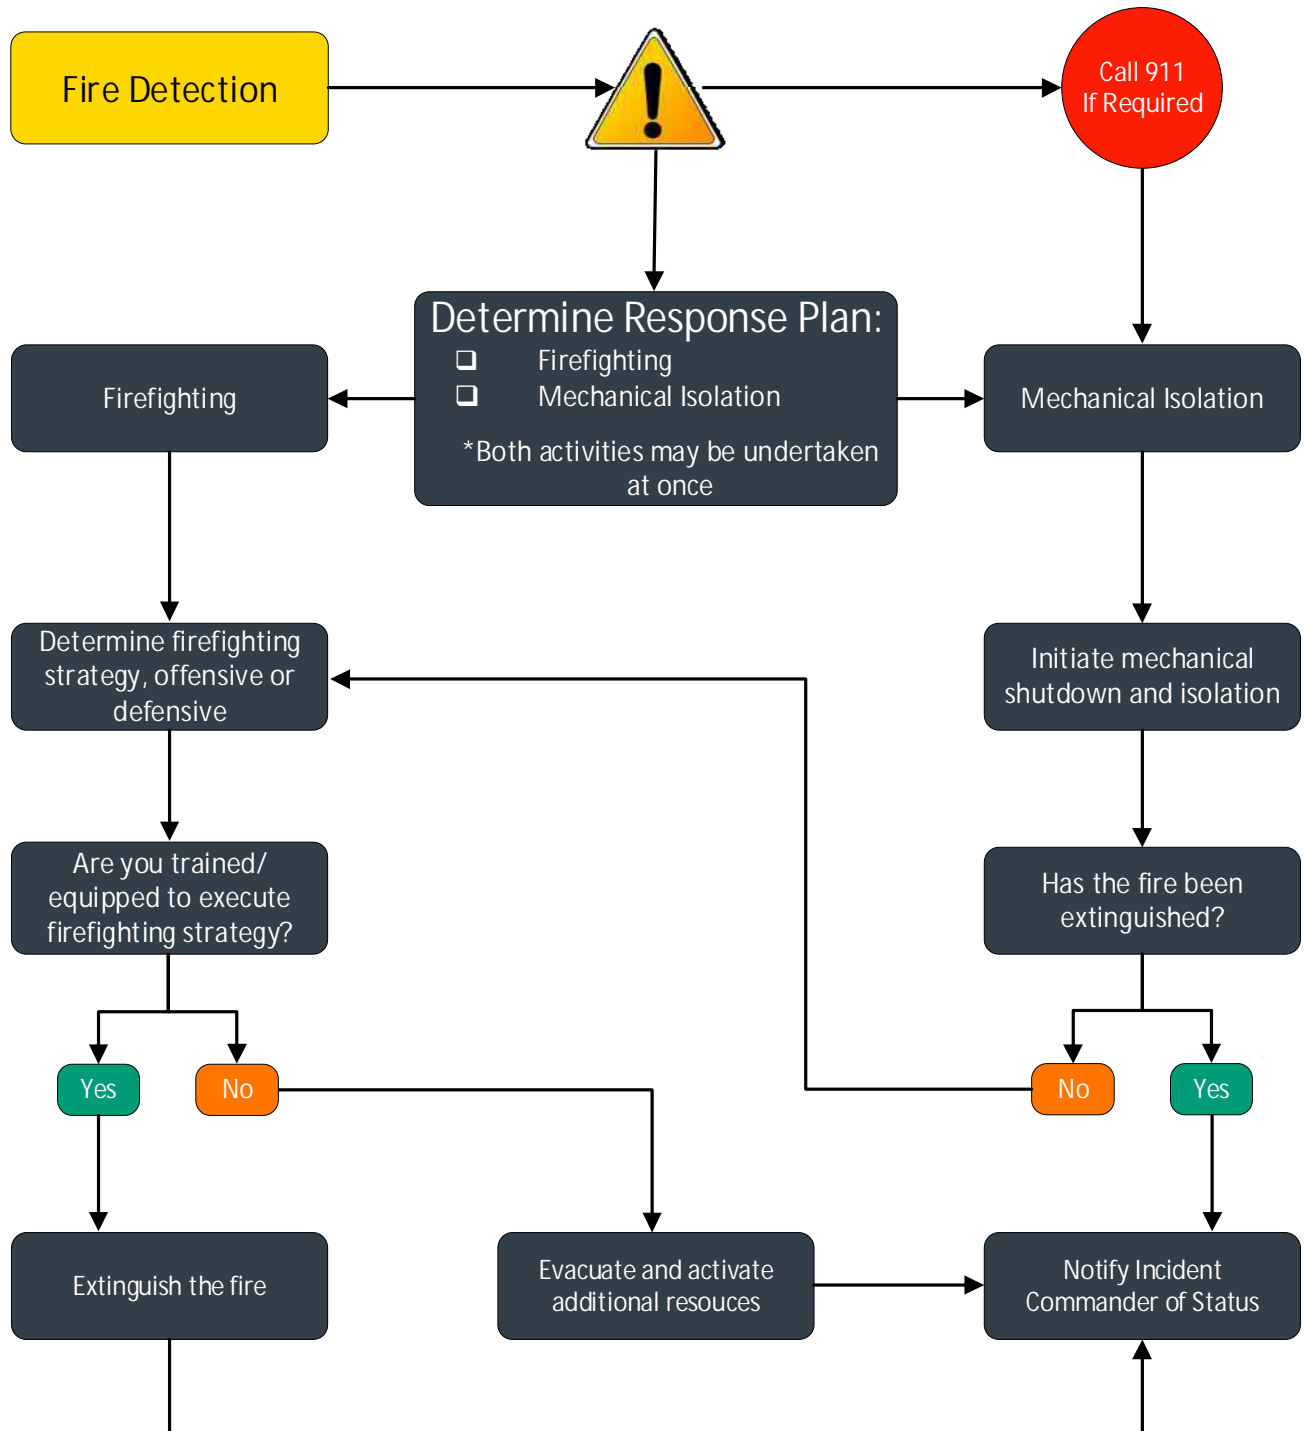 Fire Detection
Call 911
If Required
Determine Response Plan:
❑ Firefighting
❑ Mechanical Isolation
*Both activities may be undertaken
at once
Firefighting
Mechanical Isolation
Determine firefighting
strategy, offensive or
defensive
Initiate mechanical
shutdown and isolation
Are you trained/
equipped to execute
firefighting strategy?
Has the fire been
extinguished?
Yes
No
No
Yes
Extinguish the fire
Evacuate and activate
additional resouces
Notify Incident
Commander of Status